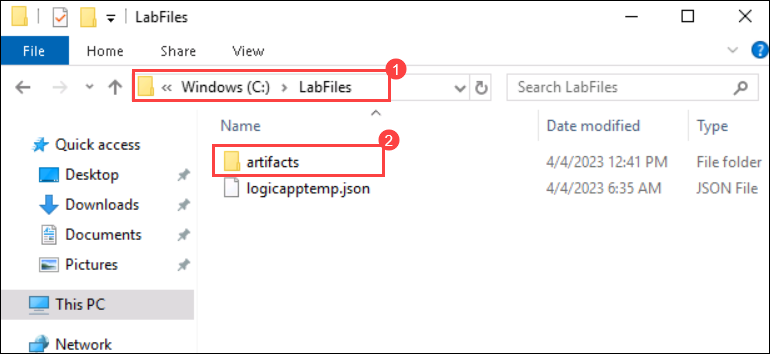 LabFiles
File Home Share View
1
« Windows (C:) > LabFiles
Search LabFiles
Name Date modified Type
2
Quick access
artifacts 4/4/2023 12:41 PM File folder
Desktop
logicapptemp.json 4/4/2023 6:35 AM JSON File
Downloads
Documents
Pictures
This PC
Network